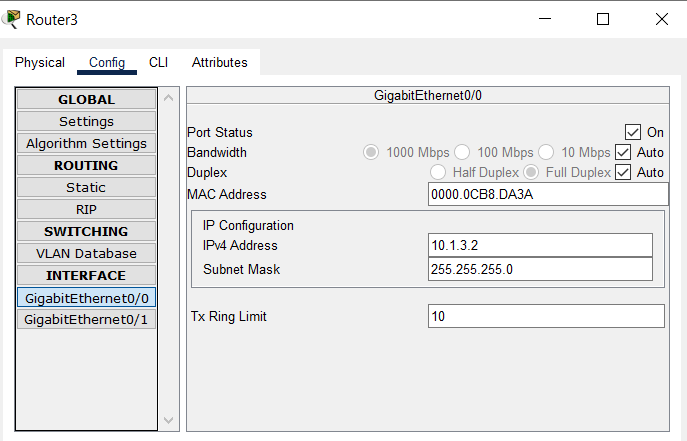 Router3
Physical Config CLI Attributes
GLOBAL
Settings
Algorithm Settings
ROUTING
Static
RIP
SWITCHING
VLAN Database
INTERFACE
GigabitEthernet0/0
GigabitEthernet0/1
GigabitEthernet0/0
Port Status On
Bandwidth 1000 Mbps 100 Mbps 10 Mbps Auto
Duplex Half Duplex Full Duplex Auto
MAC Address 0000.0CB8.DA3A
IP Configuration
IPv4 Address 10.1.3.2
Subnet Mask 255.255.255.0
Tx Ring Limit 10